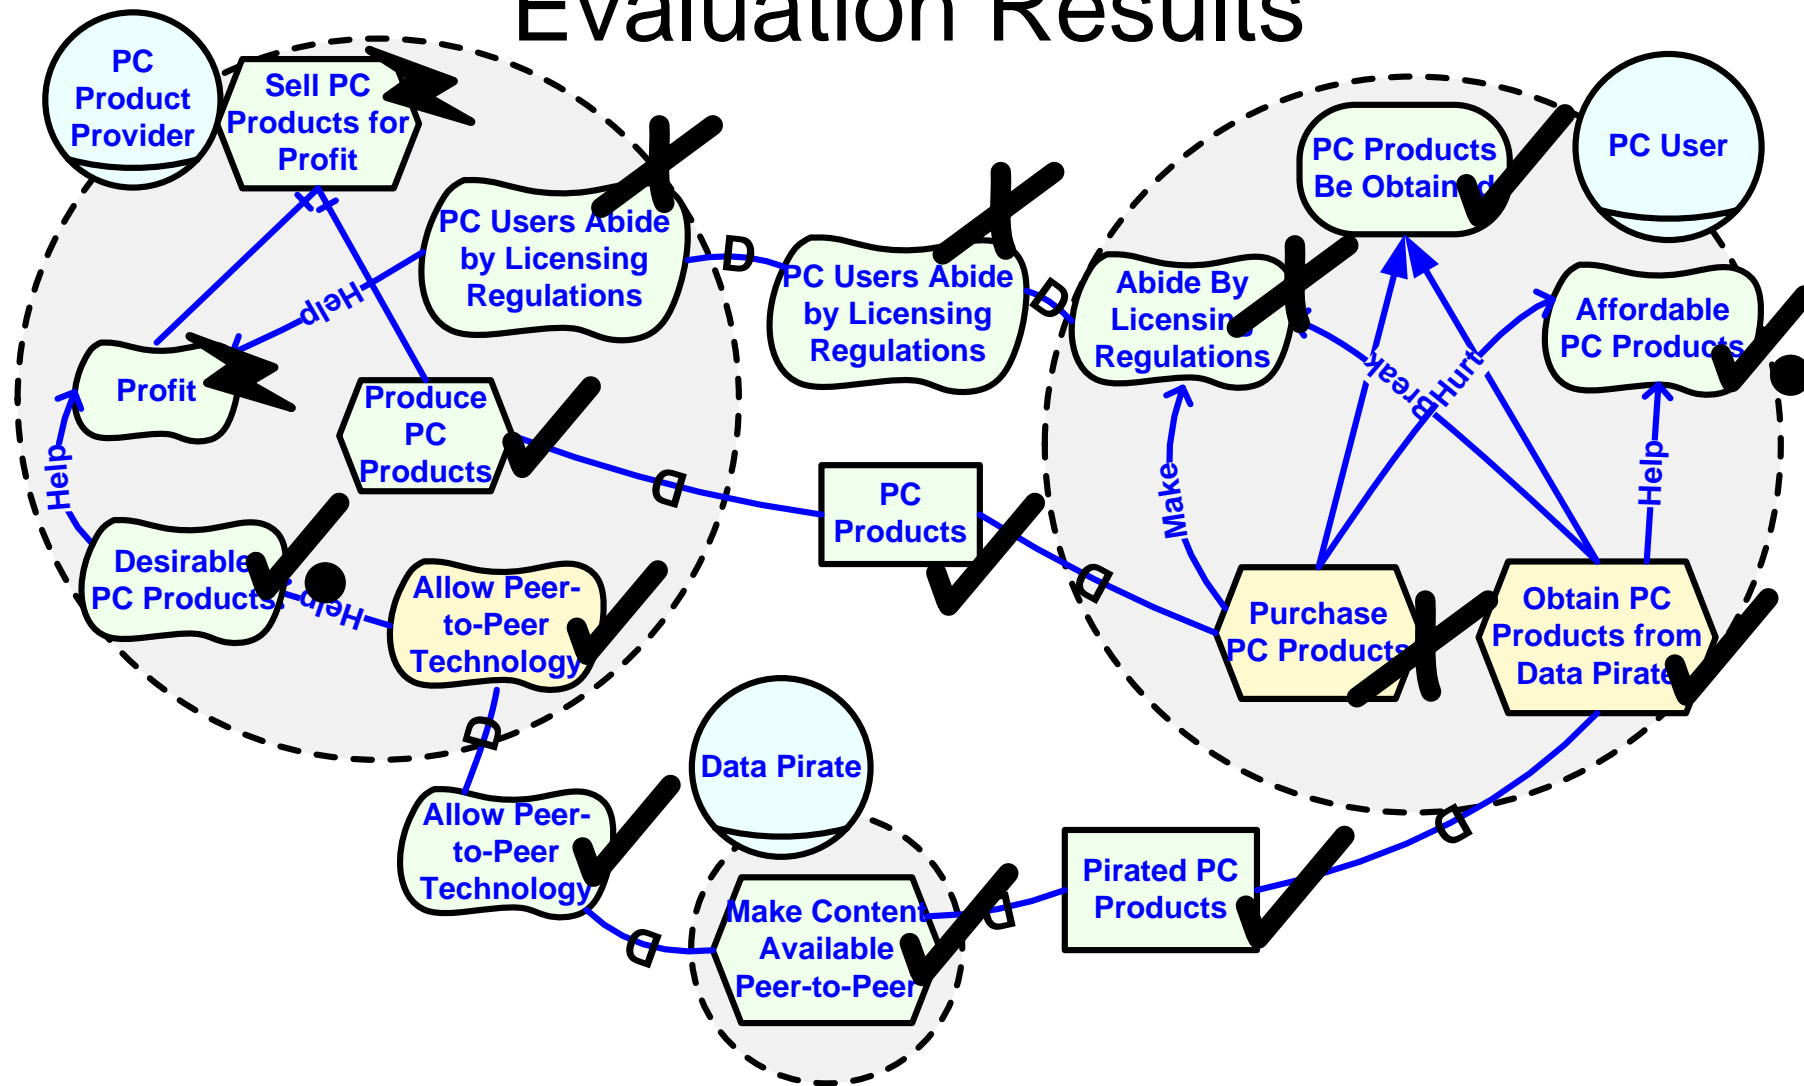 Evaluation Results
PC
Product
Provider
Sell PC
Products for
Profit
PC Users Abide
by Licensing
Regulations
Help
Profit
Produce
PC
Products
Help
Desirable
PC Products
Help
Allow Peer-
to-Peer
Technology
D
PC Users Abide
by Licensing
Regulations
D
D
PC
Products
D
PC Products
Be Obtained
PC User
Abide By
Licensing
Regulations
Affordable
PC Products
Break
Hurt
Make
Help
Purchase
PC Products
Obtain PC
Products from
Data Pirate
D
Allow Peer-
to-Peer
Technology
D
Data Pirate
Make Content
Available
Peer-to-Peer
D
Pirated PC
Products
D